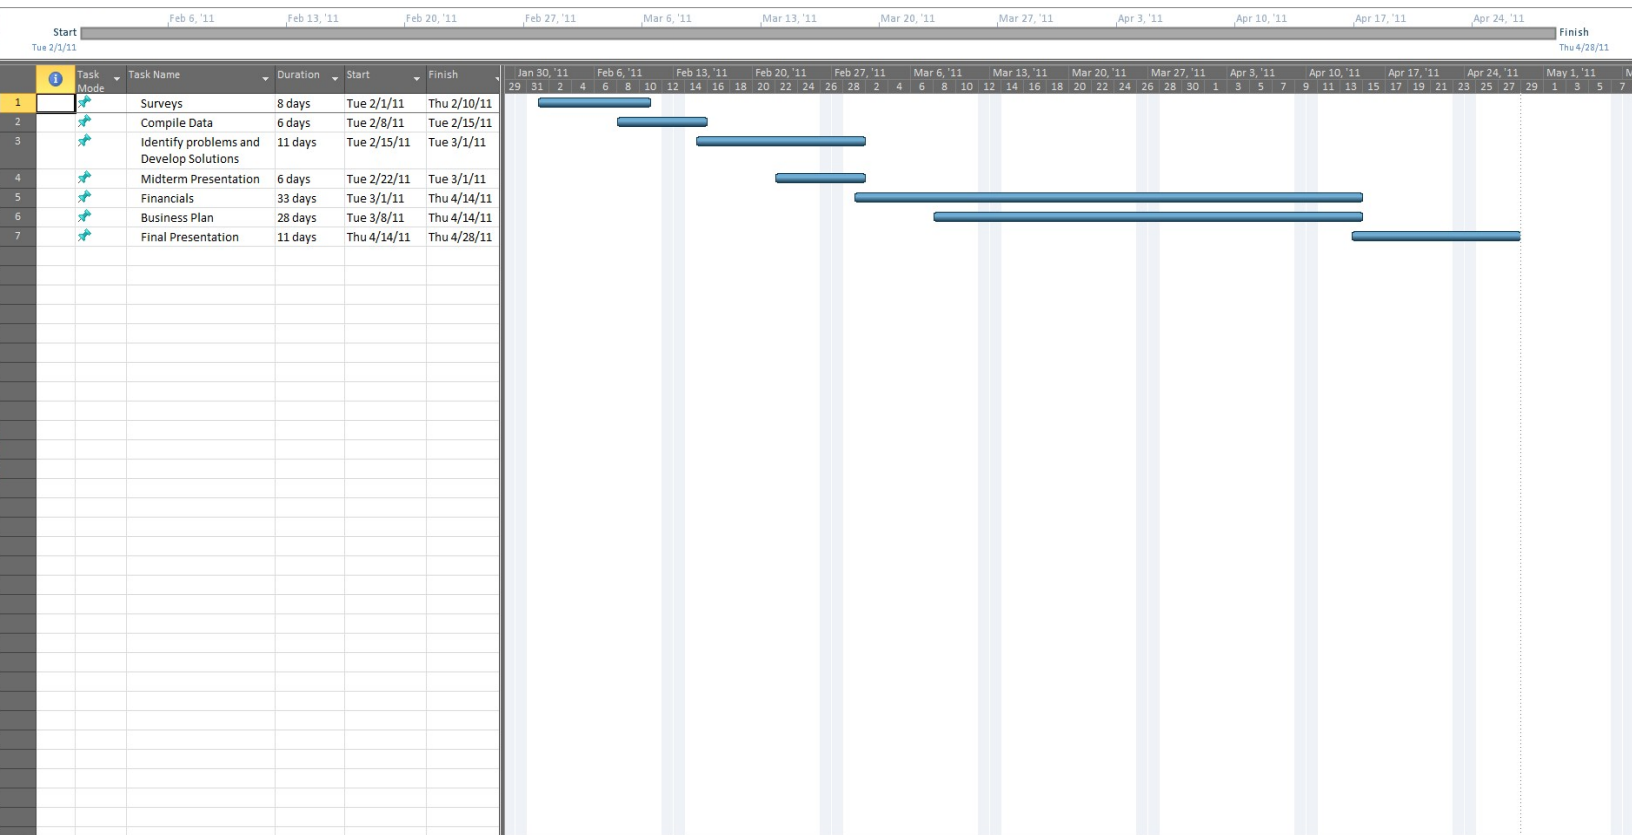 Feb 6, '11 Feb 13, '11 Feb 20, '11 Feb 27, '11 Mar 6, '11 Mar 13, '11 Mar 20, '11 Mar 27, '11 Apr 3, '11 Apr 10, '11 Apr 17, '11 Apr 24, '11
Start Finish
Tue 2/1/11 Thu 4/28/11
Task Mode Task Name Duration Start Finish
Jan 30, '11 Feb 6, '11 Feb 13, '11 Feb 20, '11 Feb 27, '11 Mar 6, '11 Mar 13, '11 Mar 20, '11 Mar 27, '11 Apr 3, '11 Apr 10, '11 Apr 17, '11 Apr 24, '11 May 1, '11 M
29 31 2 4 6 8 10 12 14 16 18 20 22 24 26 28 2 4 6 8 10 12 14 16 18 20 22 24 26 28 30 1 3 5 7 9 11 13 15 17 19 21 23 25 27 29 1 3 5 7
1 Surveys 8 days Tue 2/1/11 Thu 2/10/11
2 Compile Data 6 days Tue 2/8/11 Tue 2/15/11
3 Identify problems and 11 days Tue 2/15/11 Tue 3/1/11
Develop Solutions
4 Midterm Presentation 6 days Tue 2/22/11 Tue 3/1/11
5 Financials 33 days Tue 3/1/11 Thu 4/14/11
6 Business Plan 28 days Tue 3/8/11 Thu 4/14/11
7 Final Presentation 11 days Thu 4/14/11 Thu 4/28/11